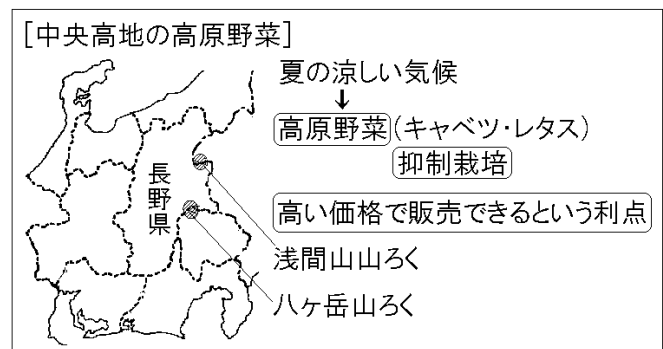 [中央高地の高原野菜]
夏の涼しい気候
↓
高原野菜(キャベツ・レタス)
抑制栽培
高い価格で販売できるという利点
長野県
浅間山山ろく
八ヶ岳山ろく